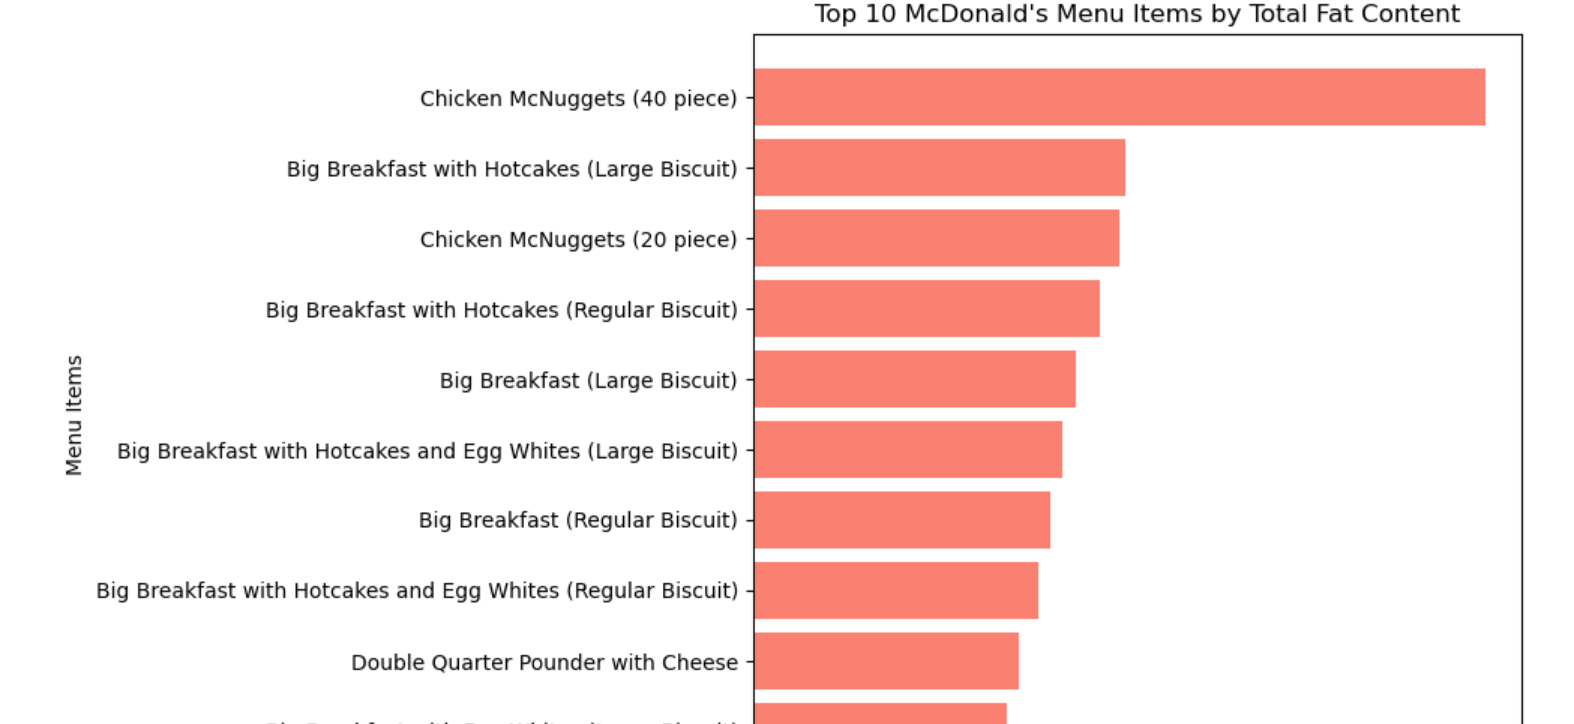 Top 10 McDonald's Menu Items by Total Fat Content
Chicken McNuggets (40 piece)
Big Breakfast with Hotcakes (Large Biscuit)
Chicken McNuggets (20 piece)
Big Breakfast with Hotcakes (Regular Biscuit)
Big Breakfast (Large Biscuit)
Big Breakfast with Hotcakes and Egg Whites (Large Biscuit)
Big Breakfast (Regular Biscuit)
Big Breakfast with Hotcakes and Egg Whites (Regular Biscuit)
Double Quarter Pounder with Cheese
Menu Items